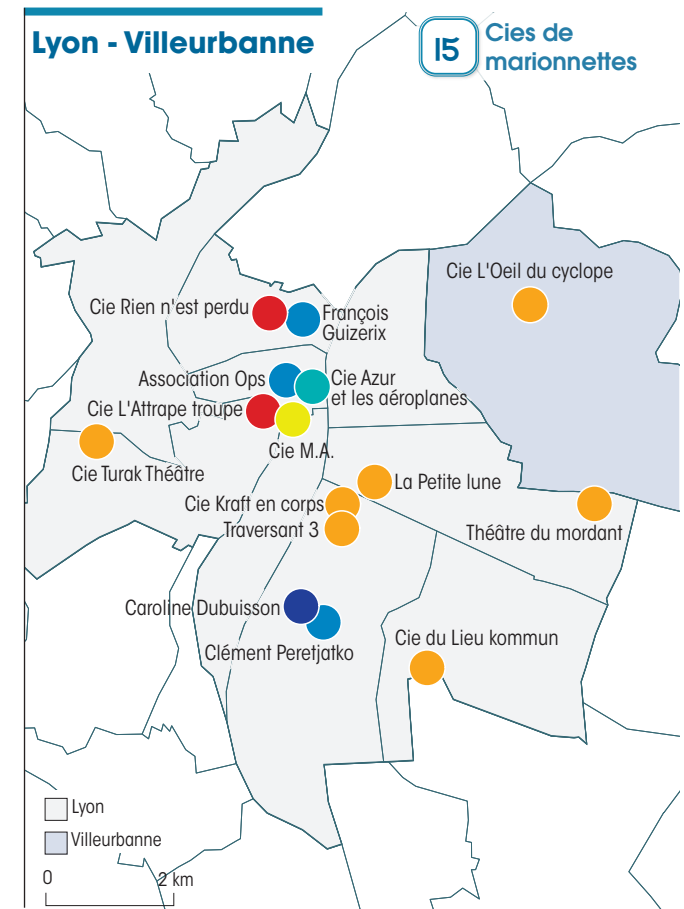 Lyon - Villeurbanne
15
Cies de
marionnettes
Cie L'Oeil du cyclope
Cie Rien n'est perdu
François
Guizerix
Association Ops
Cie Azur
et les aéroplanes
Cie L'Attrape troupe
Cie M.A.
Cie Turak Théâtre
La Petite lune
Cie Kraft en corps
Traversant 3
Théâtre du mordant
Caroline Dubuisson
Clément Peretjatko
Cie du Lieu kommun
Lyon
Villeurbanne
0
2 km